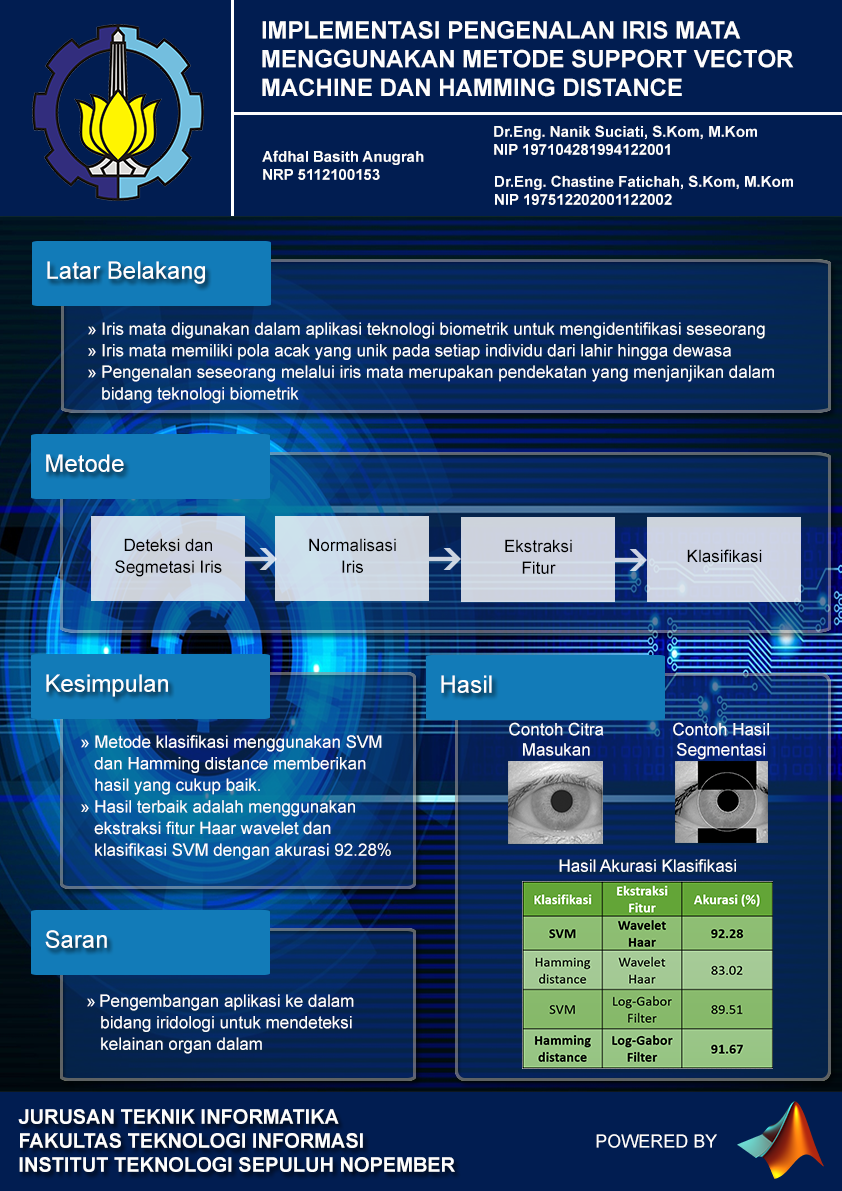 IMPLEMENTASI PENGENALAN IRIS MATA
MENGGUNAKAN METODE SUPPORT VECTOR
MACHINE DAN HAMMING DISTANCE
Afdhal Basith Anugrah
NRP 5112100153
Dr.Eng. Nanik Suciati, S.Kom, M.Kom
NIP 197104281994122001
Dr.Eng. Chastine Fatichah, S.Kom, M.Kom
NIP 197512202001122002
Latar Belakang
» Iris mata digunakan dalam aplikasi teknologi biometrik untuk mengidentifikasi seseorang
» Iris mata memiliki pola acak yang unik pada setiap individu dari lahir hingga dewasa
» Pengenalan seseorang melalui iris mata merupakan pendekatan yang menjanjikan dalam
bidang teknologi biometrik
Metode
Deteksi dan
Segmetasi Iris
Normalisasi
Iris
Ekstraksi
Fitur
Klasifikasi
Kesimpulan
» Metode klasifikasi menggunakan SVM
dan Hamming distance memberikan
hasil yang cukup baik.
» Hasil terbaik adalah menggunakan
ekstraksi fitur Haar wavelet dan
klasifikasi SVM dengan akurasi 92.28%
Saran
» Pengembangan aplikasi ke dalam
bidang iridologi untuk mendeteksi
kelainan organ dalam
Hasil
Contoh Citra
Masukan
Contoh Hasil
Segmentasi
Hasil Akurasi Klasifikasi
Klasifikasi Ekstraksi Fitur Akurasi (%)
SVM Wavelet Haar 92.28
Hamming distance Wavelet Haar 83.02
SVM Log-Gabor Filter 89.51
Hamming distance Log-Gabor Filter 91.67
JURUSAN TEKNIK INFORMATIKA
FAKULTAS TEKNOLOGI INFORMASI
INSTITUT TEKNOLOGI SEPULUH NOPEMBER
POWERED BY